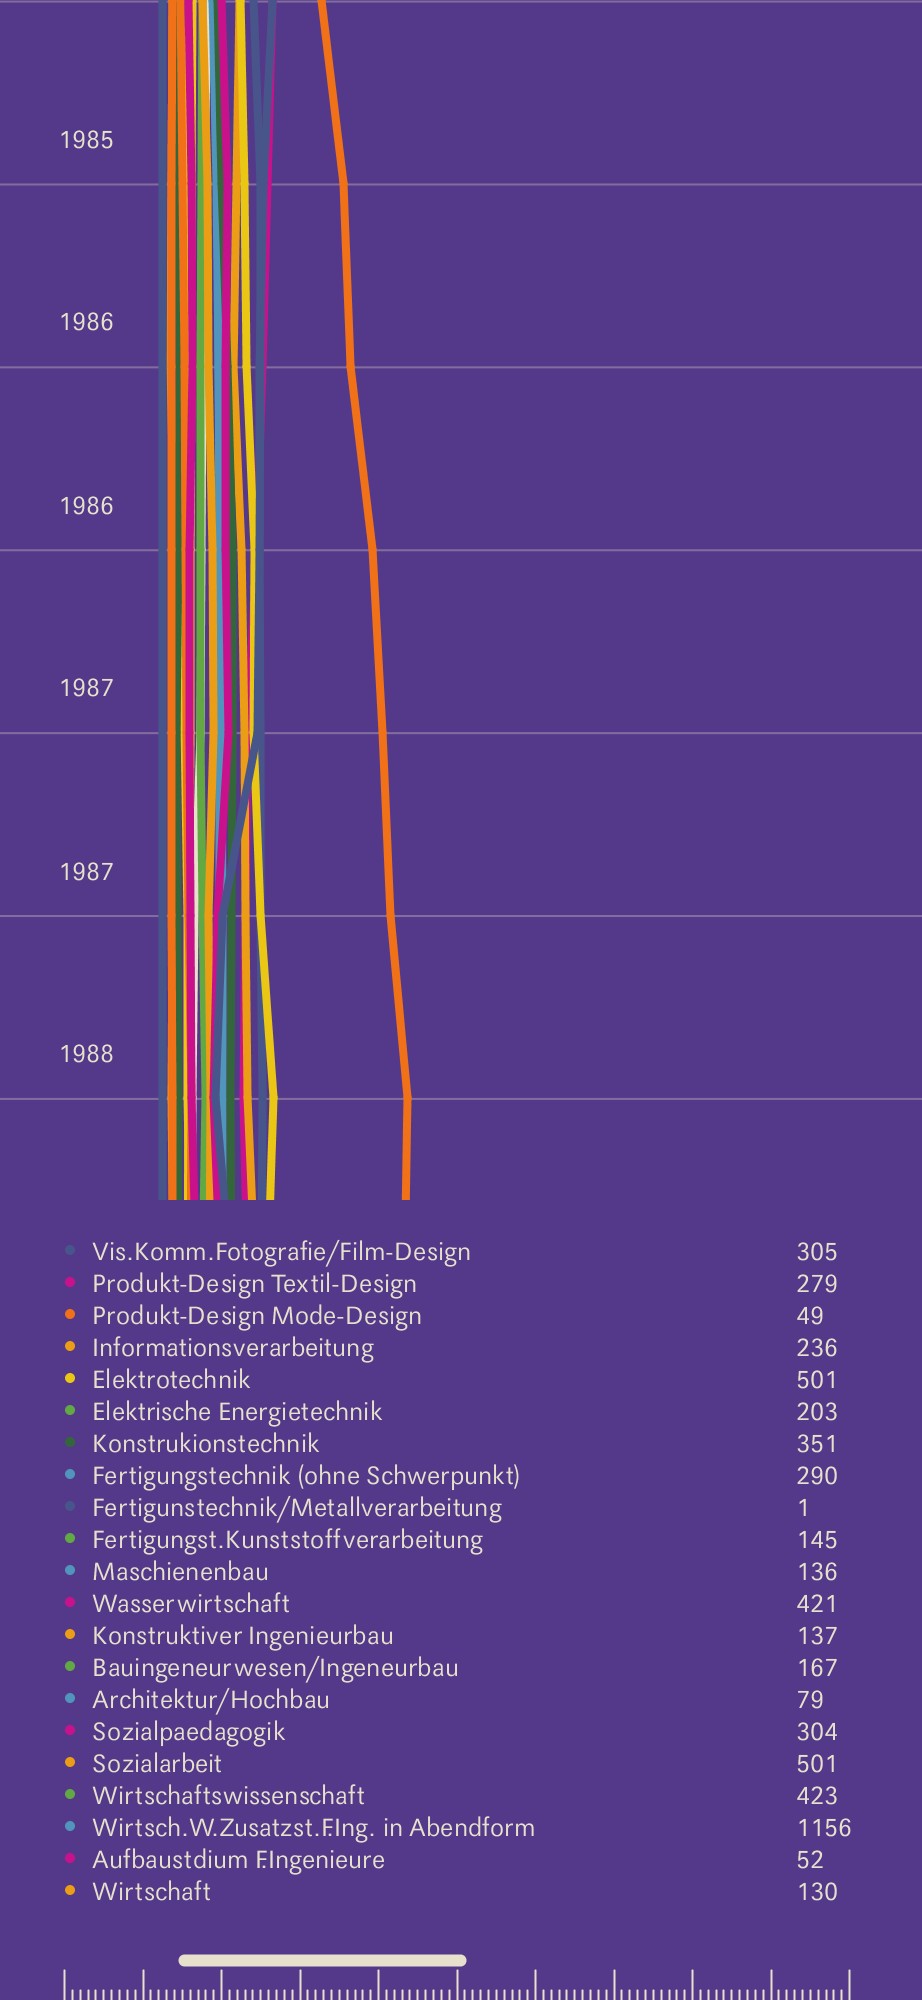 1985
1986
1986
1987
1987
1988
Vis.Komm.Fotografie/Film-Design 305
Produkt-Design Textil-Design 279
Produkt-Design Mode-Design 49
Informationsverarbeitung 236
Elektrotechnik 501
Elektrische Energietechnik 203
Konstrukionstechnik 351
Fertigungstechnik (ohne Schwerpunkt) 290
Fertigunstechnik/Metallverarbeitung 1
Fertigungst.Kunststoffverarbeitung 145
Maschienenbau 136
Wasserwirtschaft 421
Konstruktiver Ingenieurbau 137
Bauingeneurwesen/Ingeneurbau 167
Architektur/Hochbau 79
Sozialpaedagogik 304
Sozialarbeit 501
Wirtschaftswissenschaft 423
Wirtsch.W.Zusatzst.F.Ing. in Abendform 1156
Aufbaustdium F.Ingenieure 52
Wirtschaft 130